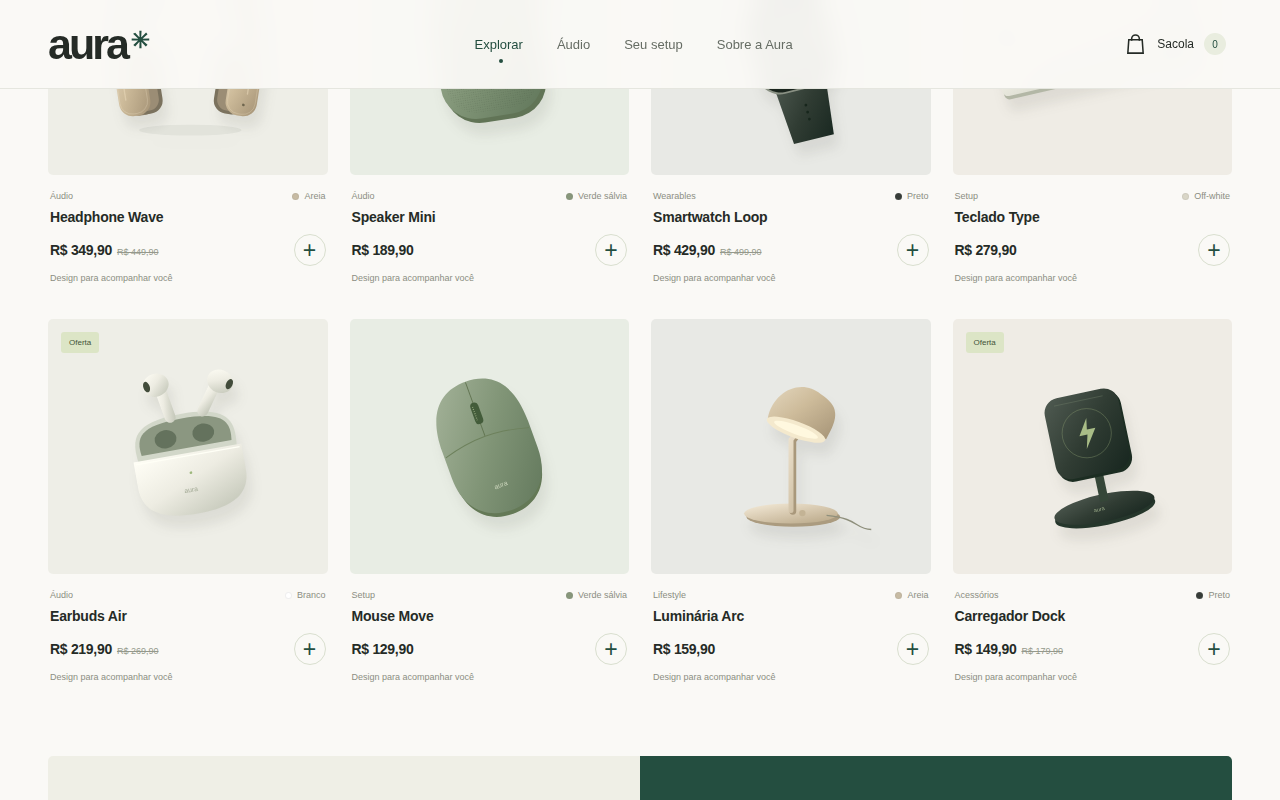 aura
Explorar
Áudio
Seu setup
Sobre a Aura
Sacola
0
Áudio
Areia
Headphone Wave
R$ 349,90 R$ 449,90
+
Design para acompanhar você
Áudio
Verde sálvia
Speaker Mini
R$ 189,90
+
Design para acompanhar você
Wearables
Preto
Smartwatch Loop
R$ 429,90 R$ 499,90
+
Design para acompanhar você
Setup
Off-white
Teclado Type
R$ 279,90
+
Design para acompanhar você
Oferta
aura
Áudio
Branco
Earbuds Air
R$ 219,90 R$ 269,90
+
Design para acompanhar você
aura
Setup
Verde sálvia
Mouse Move
R$ 129,90
+
Design para acompanhar você
Lifestyle
Areia
Luminária Arc
R$ 159,90
+
Design para acompanhar você
Oferta
aura
Acessórios
Preto
Carregador Dock
R$ 149,90 R$ 179,90
+
Design para acompanhar você